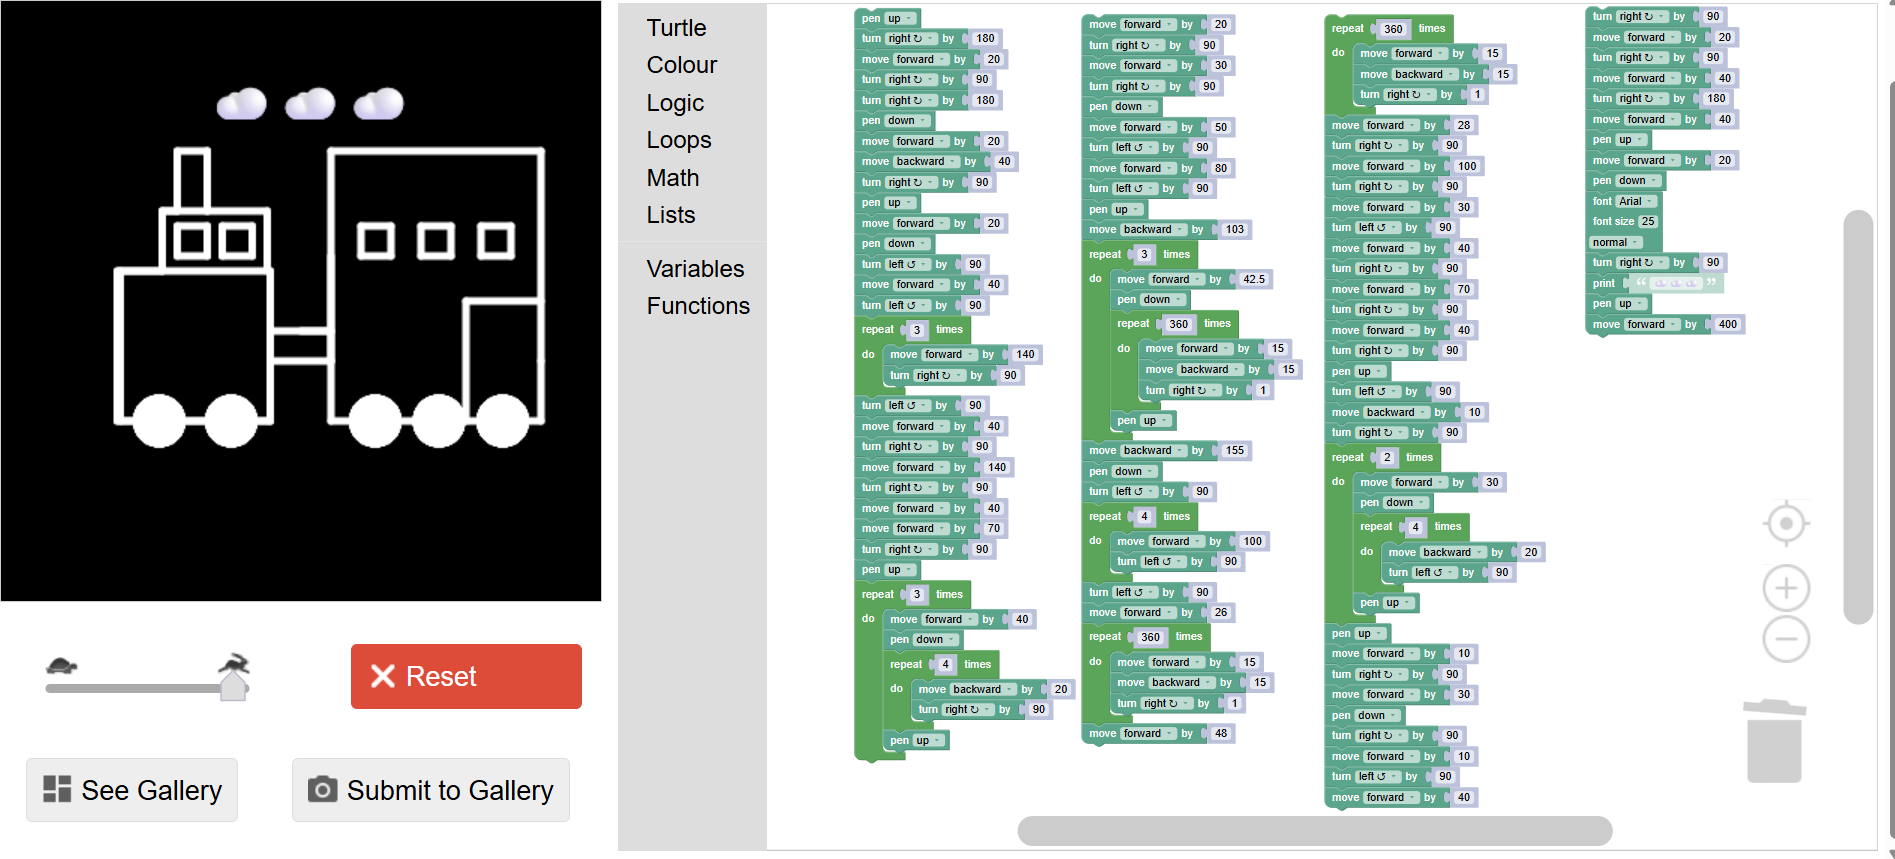 Turtle
Colour
Logic
Loops
Math
Lists
Variables
Functions
Reset
See Gallery
Submit to Gallery
pen up
turn right ↻ by 180
move forward by 20
turn right ↻ by 90
turn right ↻ by 180
pen down
move forward by 20
move backward by 40
turn right ↻ by 90
pen up
move forward by 20
pen down
turn left ↺ by 90
move forward by 40
turn left ↺ by 90
repeat 3 times
do move forward by 140
turn right ↻ by 90
turn left ↺ by 90
move forward by 40
turn right ↻ by 90
move forward by 140
turn right ↻ by 90
move forward by 40
move forward by 70
turn right ↻ by 90
pen up
repeat 3 times
do move forward by 40
pen down
repeat 4 times
do move backward by 20
turn right ↻ by 90
pen up
move forward by 20
turn right ↻ by 90
move forward by 30
turn right ↻ by 90
pen down
move forward by 50
turn left ↺ by 90
move forward by 80
turn left ↺ by 90
pen up
move backward by 103
repeat 3 times
do move forward by 42.5
pen down
repeat 360 times
do move forward by 15
move backward by 15
turn right ↻ by 1
pen up
move backward by 155
pen down
turn left ↺ by 90
repeat 4 times
do move forward by 100
turn left ↺ by 90
turn left ↺ by 90
move forward by 26
repeat 360 times
do move forward by 15
move backward by 15
turn right ↻ by 1
move forward by 48
repeat 360 times
do move forward by 15
move backward by 15
turn right ↻ by 1
move forward by 28
turn right ↻ by 90
move forward by 100
turn right ↻ by 90
move forward by 30
turn left ↺ by 90
move forward by 40
turn right ↻ by 90
move forward by 70
turn right ↻ by 90
move forward by 40
turn right ↻ by 90
pen up
turn left ↺ by 90
move backward by 10
turn right ↻ by 90
repeat 2 times
do move forward by 30
pen down
repeat 4 times
do move backward by 20
turn left ↺ by 90
pen up
pen up
move forward by 10
turn right ↻ by 90
move forward by 30
pen down
turn right ↻ by 90
move forward by 10
turn left ↺ by 90
move forward by 40
turn right ↻ by 90
move forward by 20
turn right ↻ by 90
move forward by 40
turn right ↻ by 180
move forward by 40
pen up
move forward by 20
pen down
font Arial
font size 25
normal
turn right ↻ by 90
print “ ☁☁☁ ”
pen up
move forward by 400